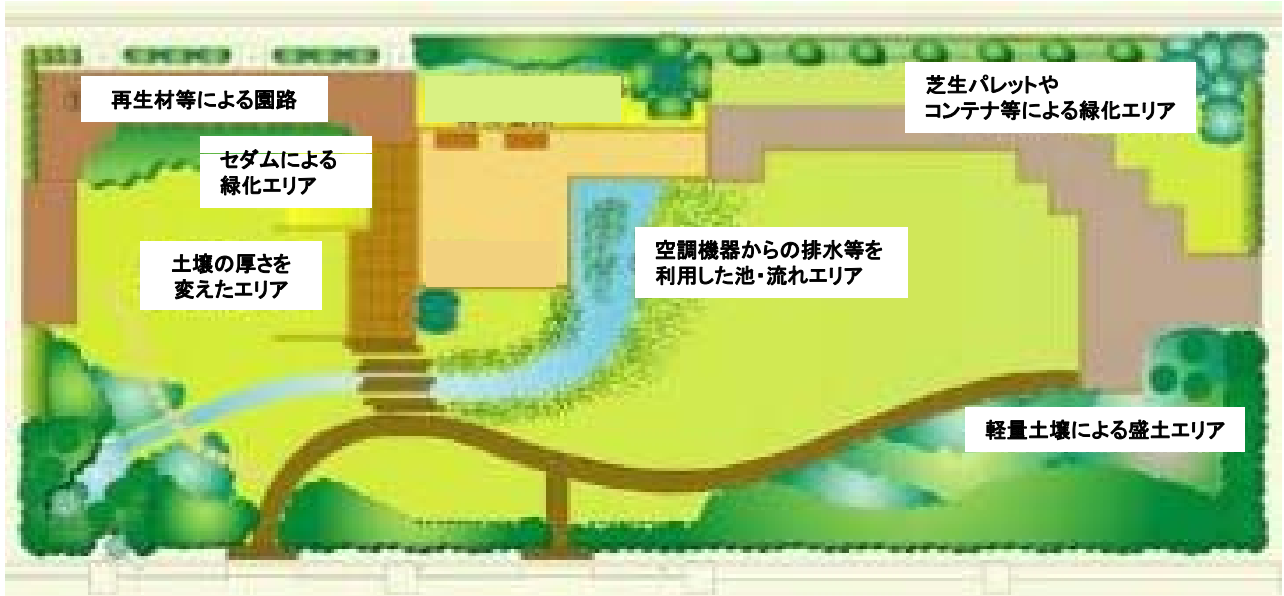 再生材等による園路
芝生パレットや
コンテナ等による緑化エリア
セダムによる
緑化エリア
土壌の厚さを
変えたエリア
空調機器からの排水等を
利用した池・流れエリア
軽量土壌による盛土エリア